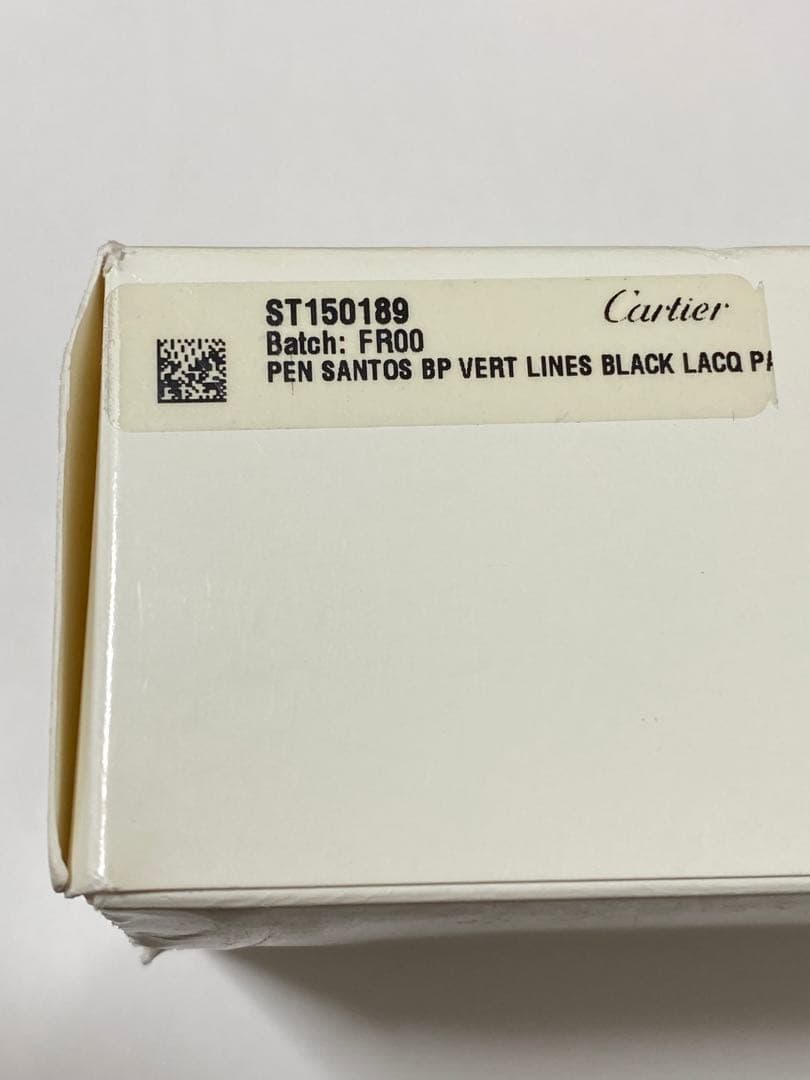 Cartier
ST150189
Batch: FR00
PEN SANTOS BP VERT LINES BLACK LACQ PA